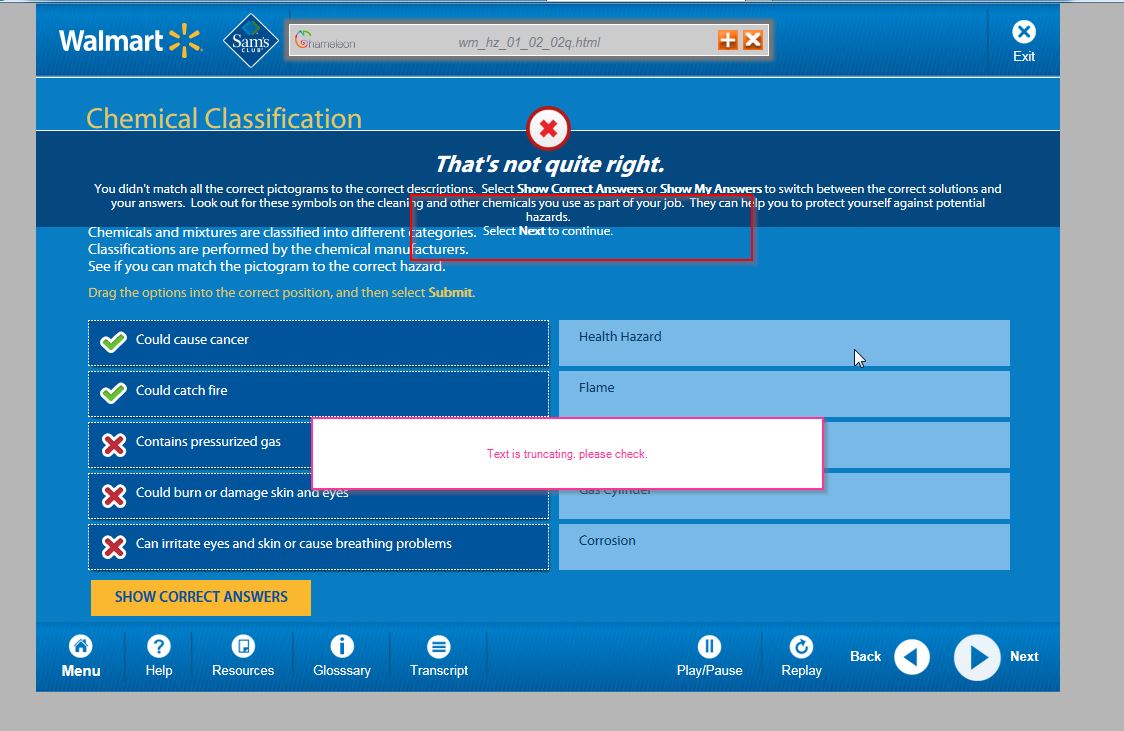 Walmart
Sam's
CLUB
Chameleon
wm_hz_01_02_02q.html
Exit
Chemical Classification
That's not quite right.
You didn't match all the correct pictograms to the correct descriptions. Select Show Correct Answers or Show My Answers to switch between the correct solutions and
your answers. Look out for these symbols on the cleaning and other chemicals you use as part of your job. They can help you to protect yourself against potential
hazards.
Select Next to continue.
Chemicals and mixtures are classified into different categories.
Classifications are performed by the chemical manufacturers.
See if you can match the pictogram to the correct hazard.
Drag the options into the correct position, and then select Submit.
Could cause cancer
Health Hazard
Could catch fire
Flame
Contains pressurized gas
Text is truncating. please check.
Could burn or damage skin and eyes
Gas Cylinder
Can irritate eyes and skin or cause breathing problems
Corrosion
SHOW CORRECT ANSWERS
Menu
Help
Resources
Glosssary
Transcript
Play/Pause
Replay
Back
Next